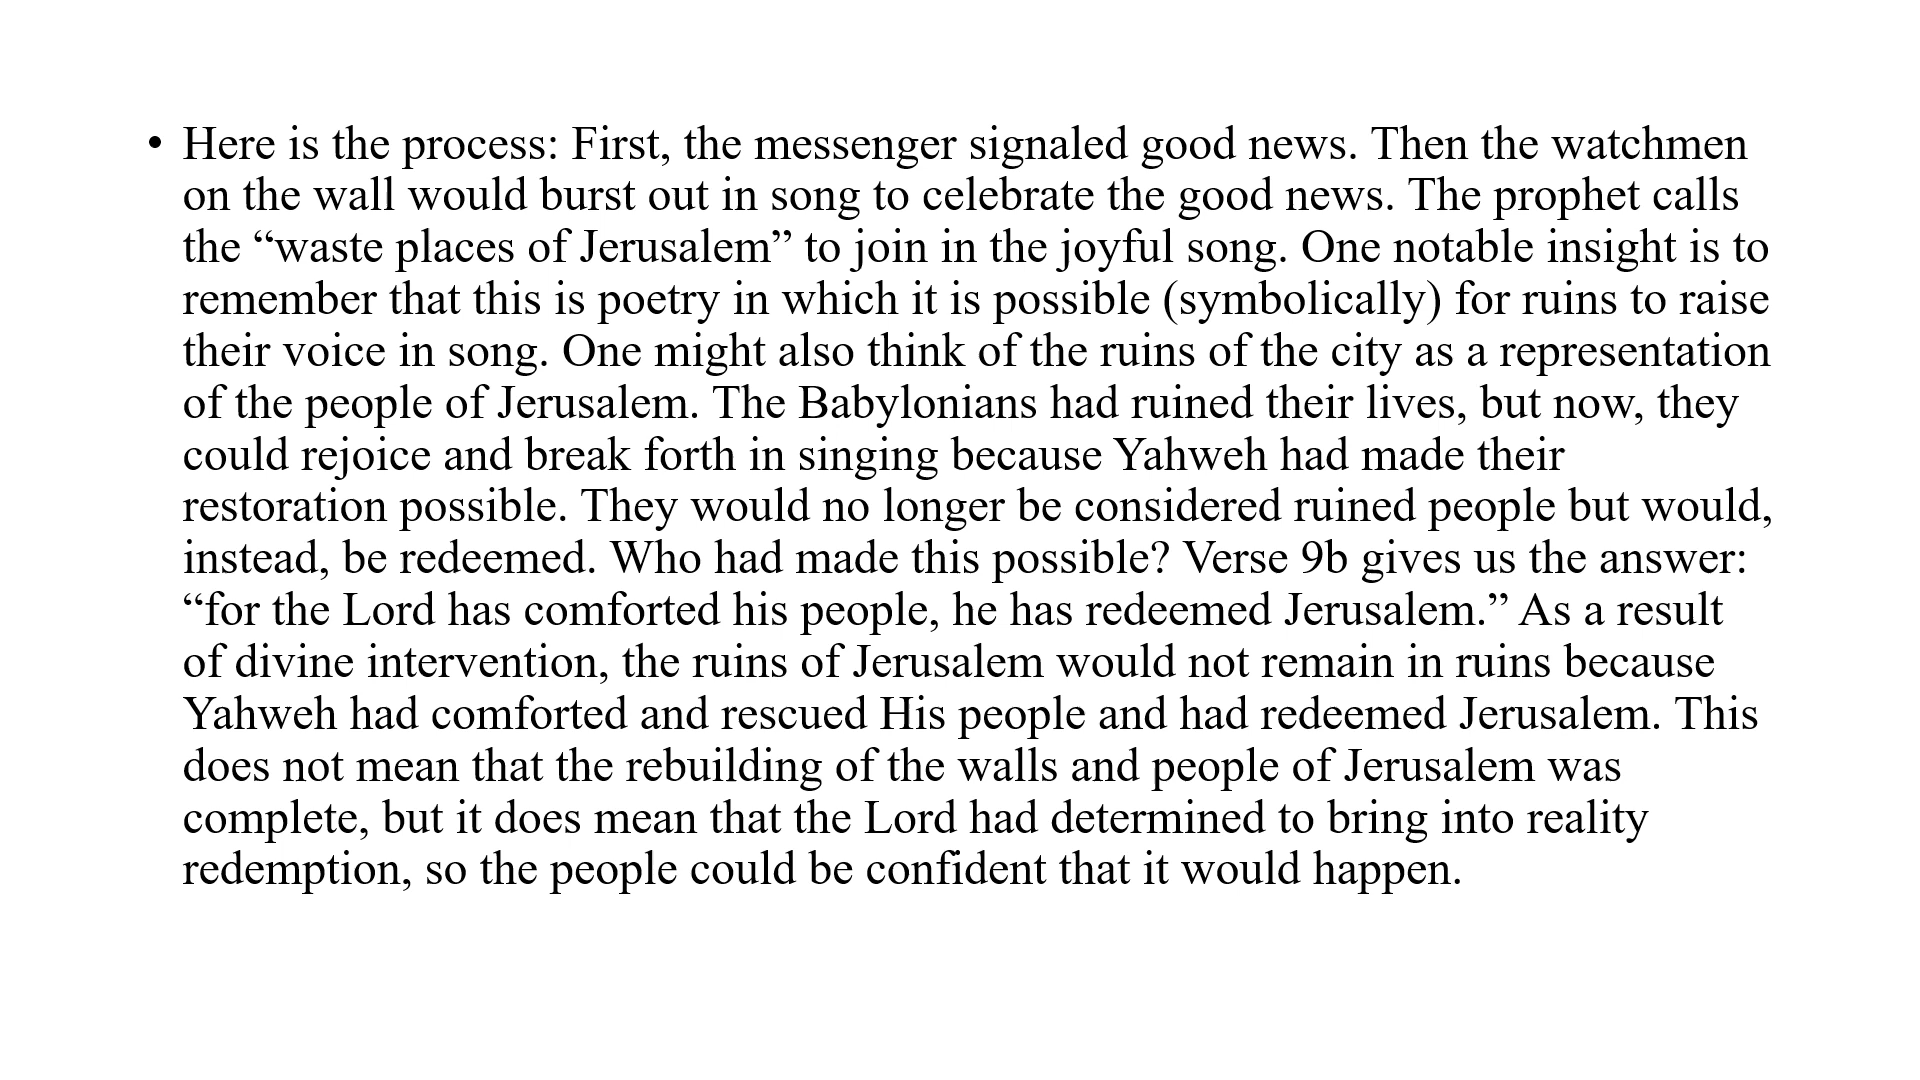 • Here is the process: First, the messenger signaled good news. Then the watchmen
on the wall would burst out in song to celebrate the good news. The prophet calls
the “waste places of Jerusalem” to join in the joyful song. One notable insight is to
remember that this is poetry in which it is possible (symbolically) for ruins to raise
their voice in song. One might also think of the ruins of the city as a representation
of the people of Jerusalem. The Babylonians had ruined their lives, but now, they
could rejoice and break forth in singing because Yahweh had made their
restoration possible. They would no longer be considered ruined people but would,
instead, be redeemed. Who had made this possible? Verse 9b gives us the answer:
“for the Lord has comforted his people, he has redeemed Jerusalem.” As a result
of divine intervention, the ruins of Jerusalem would not remain in ruins because
Yahweh had comforted and rescued His people and had redeemed Jerusalem. This
does not mean that the rebuilding of the walls and people of Jerusalem was
complete, but it does mean that the Lord had determined to bring into reality
redemption, so the people could be confident that it would happen.